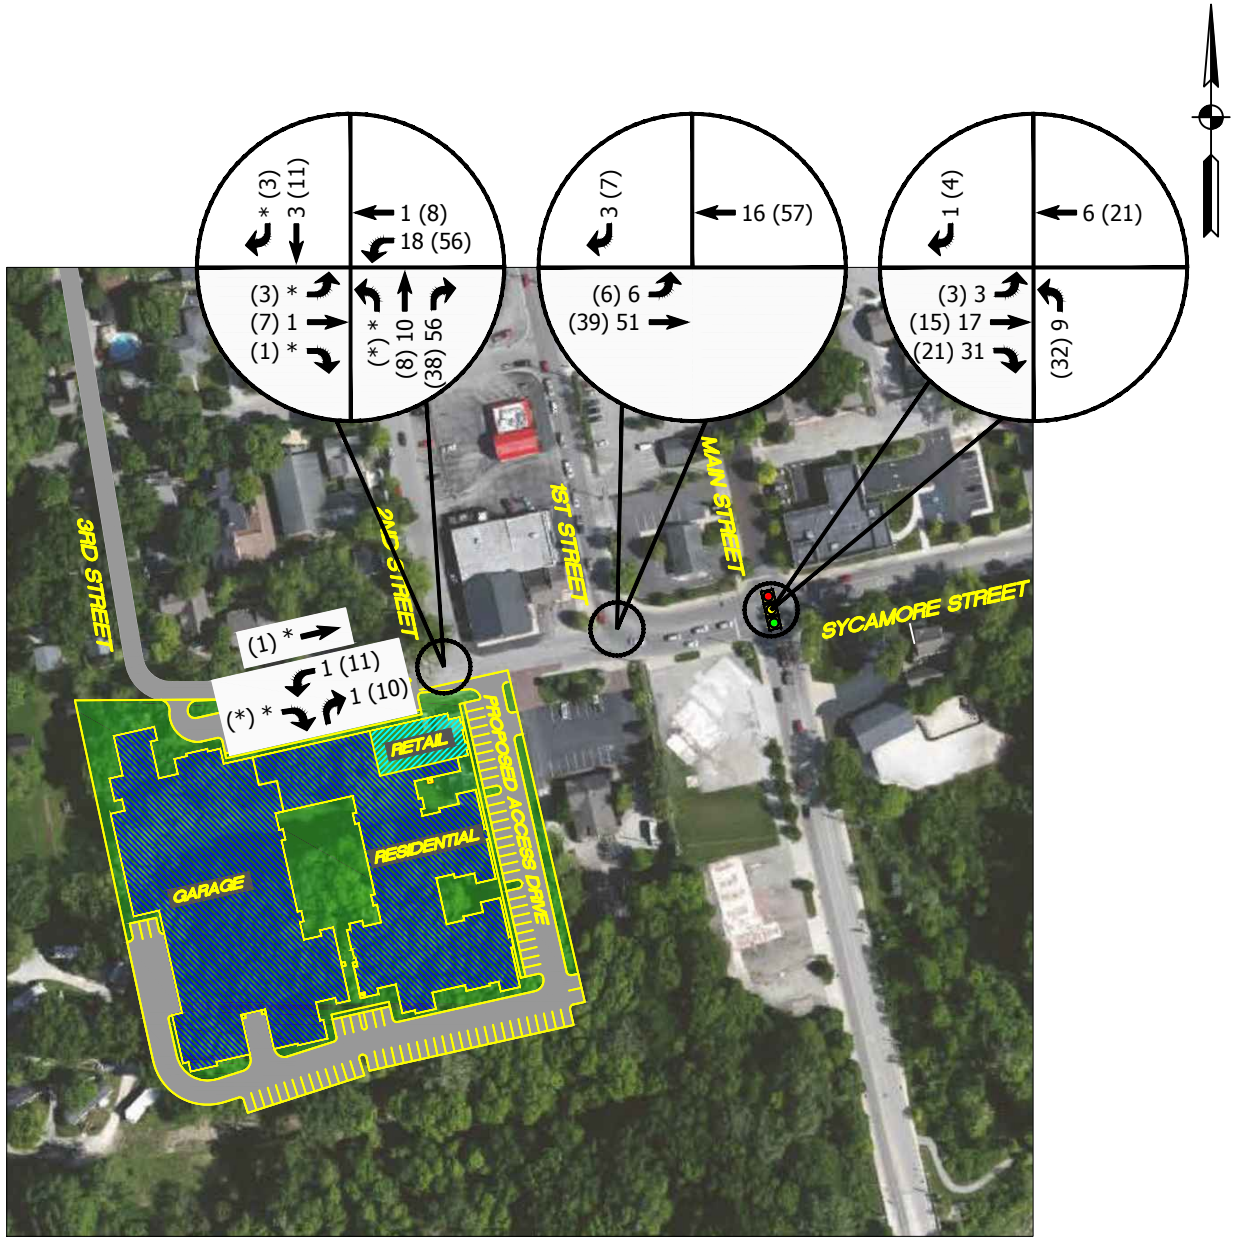 * (3)
3 (11)
1 (8)
18 (56)
(3) *
(7) 1
(1) *
(*) *
(8) 10
(38) 56
3 (7)
16 (57)
(6) 6
(39) 51
1 (4)
6 (21)
(3) 3
(15) 17
(21) 31
(32) 9
3RD STREET
2ND STREET
1ST STREET
MAIN STREET
SYCAMORE STREET
(1) *
1 (11)
(*) *
1 (10)
RETAIL
PROPOSED ACCESS DRIVE
RESIDENTIAL
GARAGE